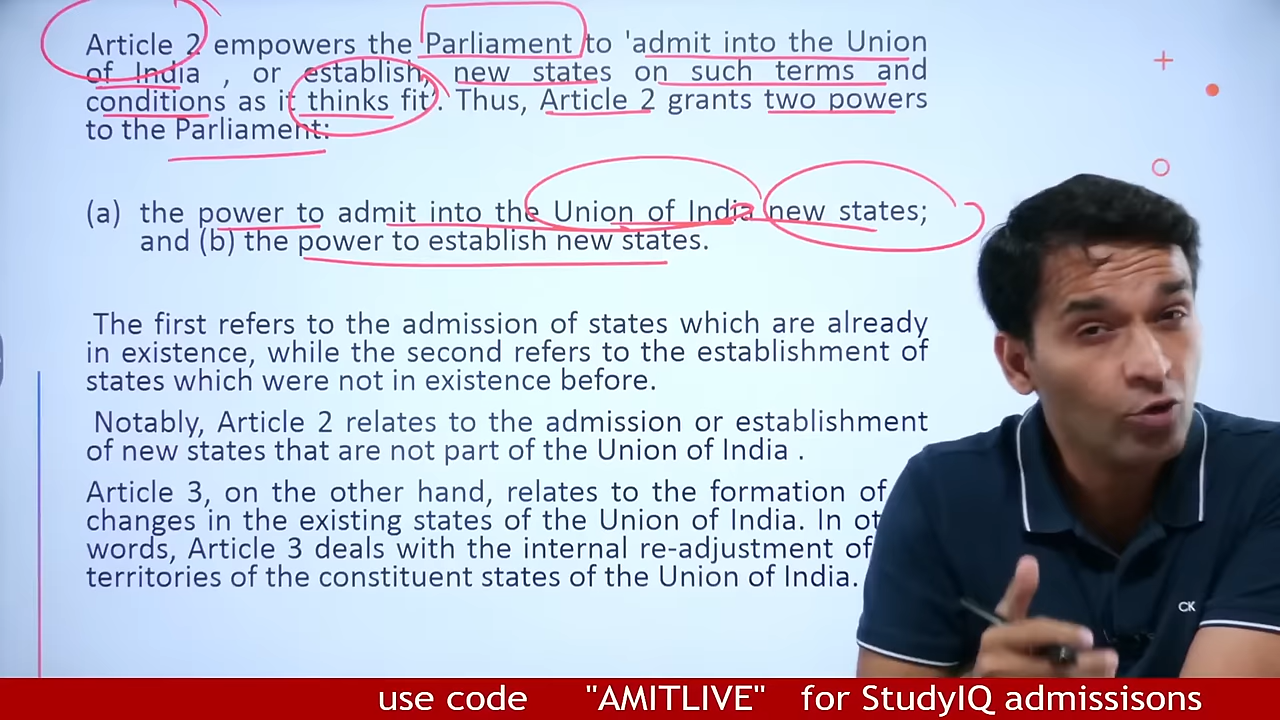 Article 2 empowers the Parliament to 'admit into the Union
of India , or establish, new states on such terms and
conditions as it thinks fit'. Thus, Article 2 grants two powers
to the Parliament:
(a) the power to admit into the Union of India new states;
and (b) the power to establish new states.
The first refers to the admission of states which are already
in existence, while the second refers to the establishment of
states which were not in existence before.
Notably, Article 2 relates to the admission or establishment
of new states that are not part of the Union of India .
Article 3, on the other hand, relates to the formation of
changes in the existing states of the Union of India. In
words, Article 3 deals with the internal re-adjustment of
territories of the constituent states of the Union of India.
CK
use code "AMITLIVE" for StudyIQ admissisons